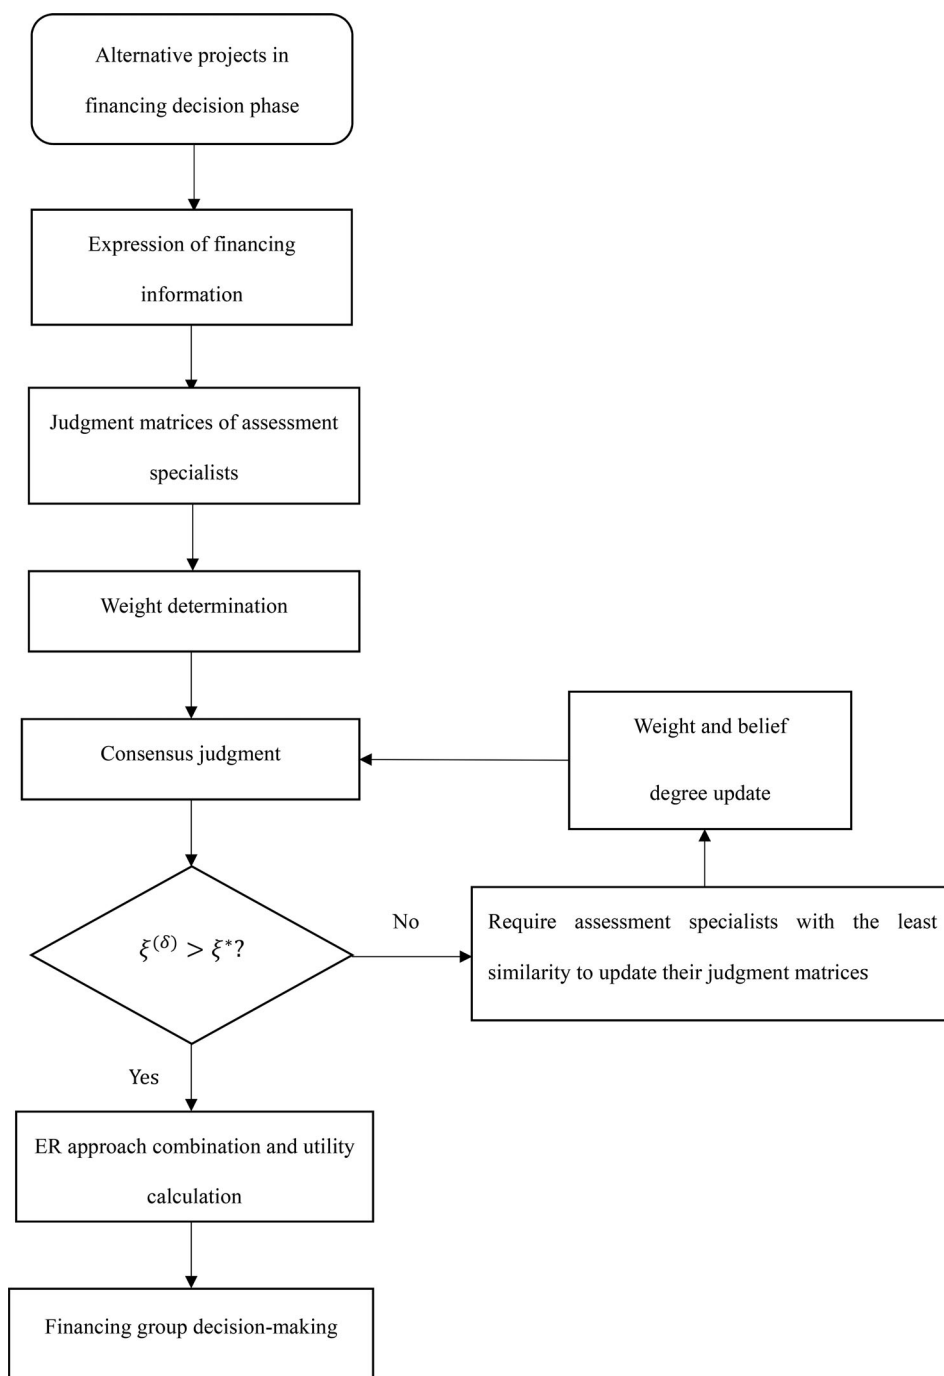 Alternative projects in
financing decision phase
Expression of financing
information
Judgment matrices of assessment
specialists
Weight determination
Consensus judgment
Weight and belief
degree update
ξ^(δ) > ξ*?
No
Require assessment specialists with the least
similarity to update their judgment matrices
Yes
ER approach combination and utility
calculation
Financing group decision-making